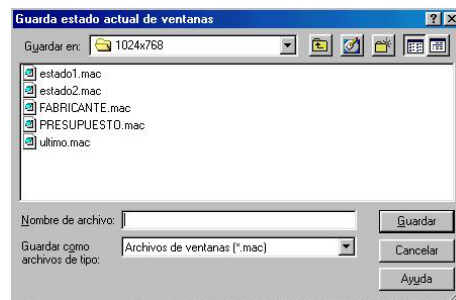 Guarda estado actual de ventanas
Guardar en: 1024x768
estado1.mac
estado2.mac
FABRICANTE.mac
PRESUPUESTO.mac
ultimo.mac
Nombre de archivo: Guardar
Guardar como archivos de tipo: Archivos de ventanas (*.mac) Cancelar
Ayuda